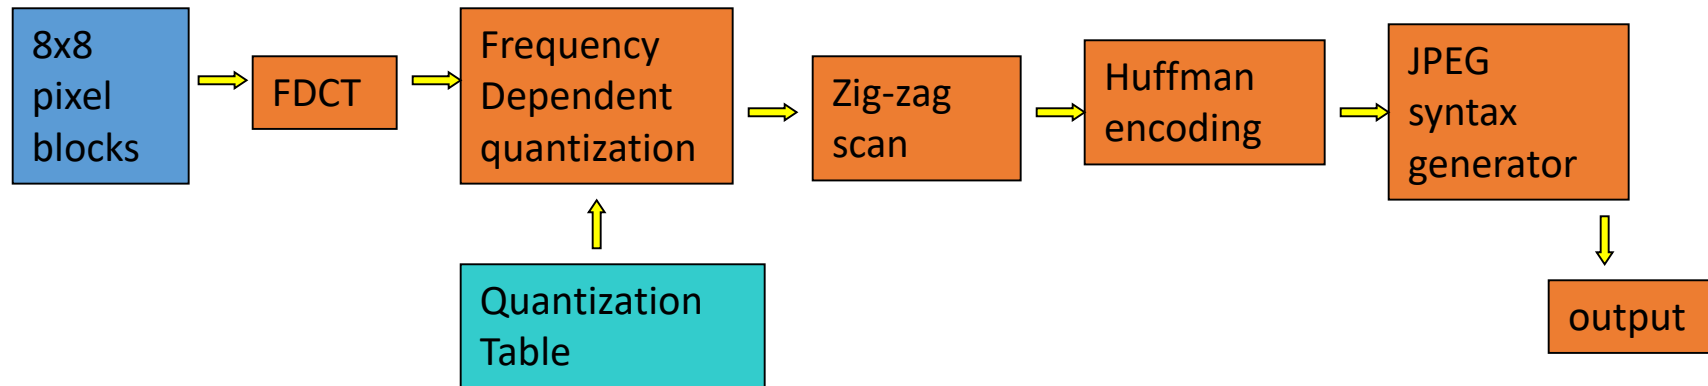 8x8
pixel
blocks
FDCT
Frequency
Dependent
quantization
Zig-zag
scan
Huffman
encoding
JPEG
syntax
generator
Quantization
Table
output